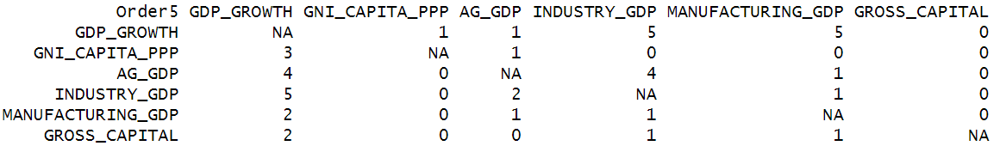 Order5 GDP_GROWTH GNI_CAPITA_PPP AG_GDP INDUSTRY_GDP MANUFACTURING_GDP GROSS_CAPITAL
GDP_GROWTH NA 1 1 5 5 0
GNI_CAPITA_PPP 3 NA 1 0 0 0
AG_GDP 4 0 NA 4 1 0
INDUSTRY_GDP 5 0 2 NA 1 0
MANUFACTURING_GDP 2 0 1 1 NA 0
GROSS_CAPITAL 2 0 0 1 1 NA